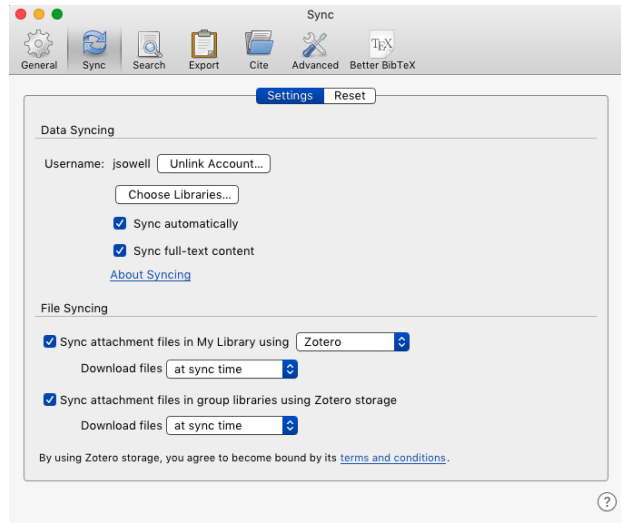 Sync
General Sync Search Export Cite Advanced Better BibTeX
TEX
Settings Reset
Data Syncing
Username: jsowell Unlink Account...
Choose Libraries...
Sync automatically
Sync full-text content
About Syncing
File Syncing
Sync attachment files in My Library using Zotero
Download files at sync time
Sync attachment files in group libraries using Zotero storage
Download files at sync time
By using Zotero storage, you agree to become bound by its terms and conditions.
?